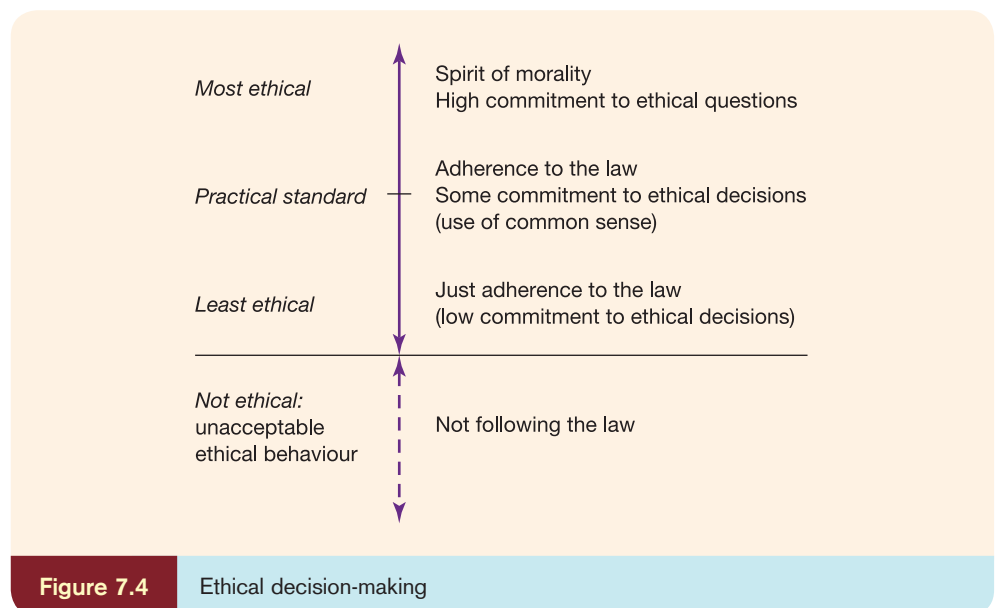 Most ethical
Spirit of morality
High commitment to ethical questions
Practical standard
Adherence to the law
Some commitment to ethical decisions
(use of common sense)
Least ethical
Just adherence to the law
(low commitment to ethical decisions)
Not ethical:
unacceptable
ethical behaviour
Not following the law
Figure 7.4
Ethical decision-making